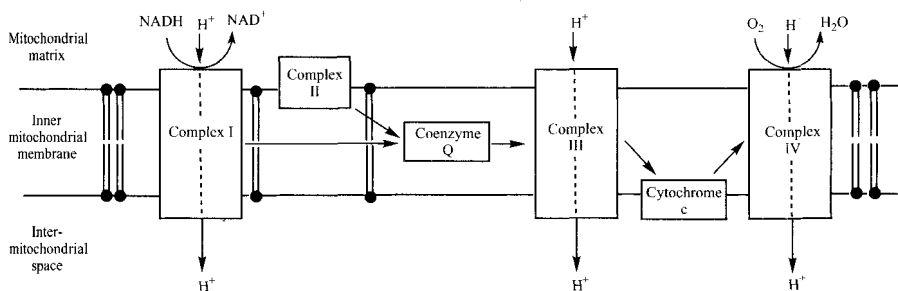 NADH H⁺ NAD⁺
H⁺
O₂ H H₂O
Mitochondrial
matrix
Complex
II
Inner
mitochondrial
membrane
Complex I
Coenzyme
Q
Complex
III
Complex
IV
Cytochrome
c
Inter-
mitochondrial
space
H⁺
H⁺
H⁺